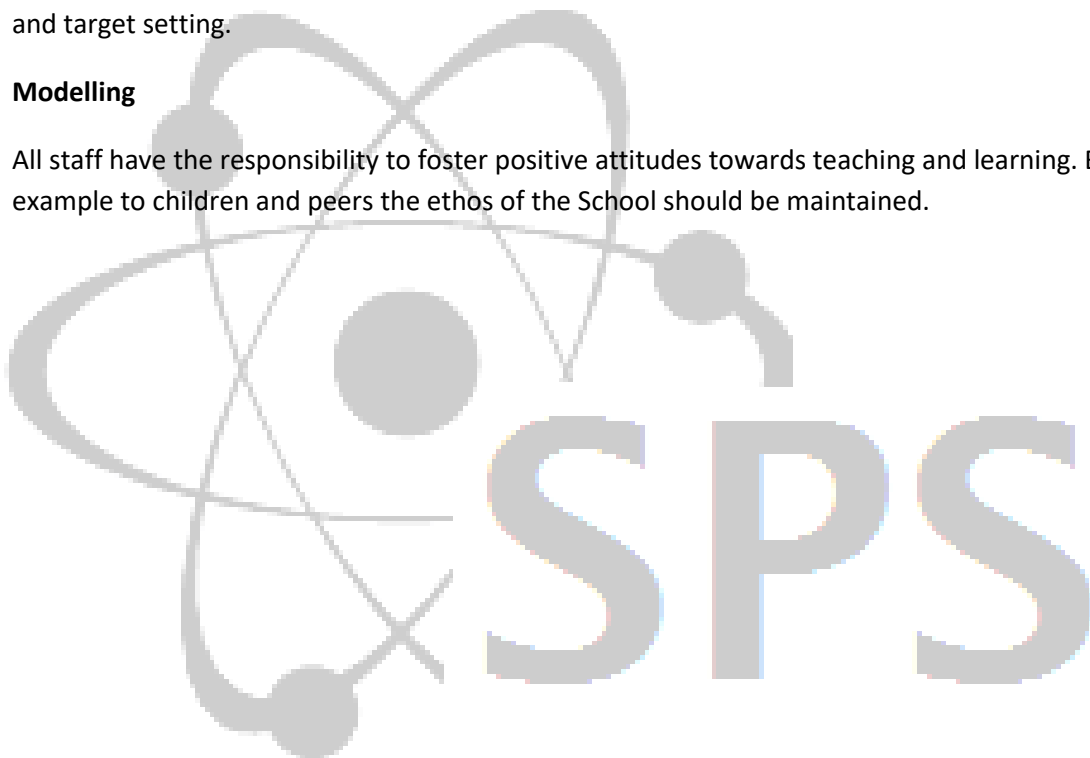 and target setting.
Modelling
All staff have the responsibility to foster positive attitudes towards teaching and learning.
example to children and peers the ethos of the School should be maintained.
SPS